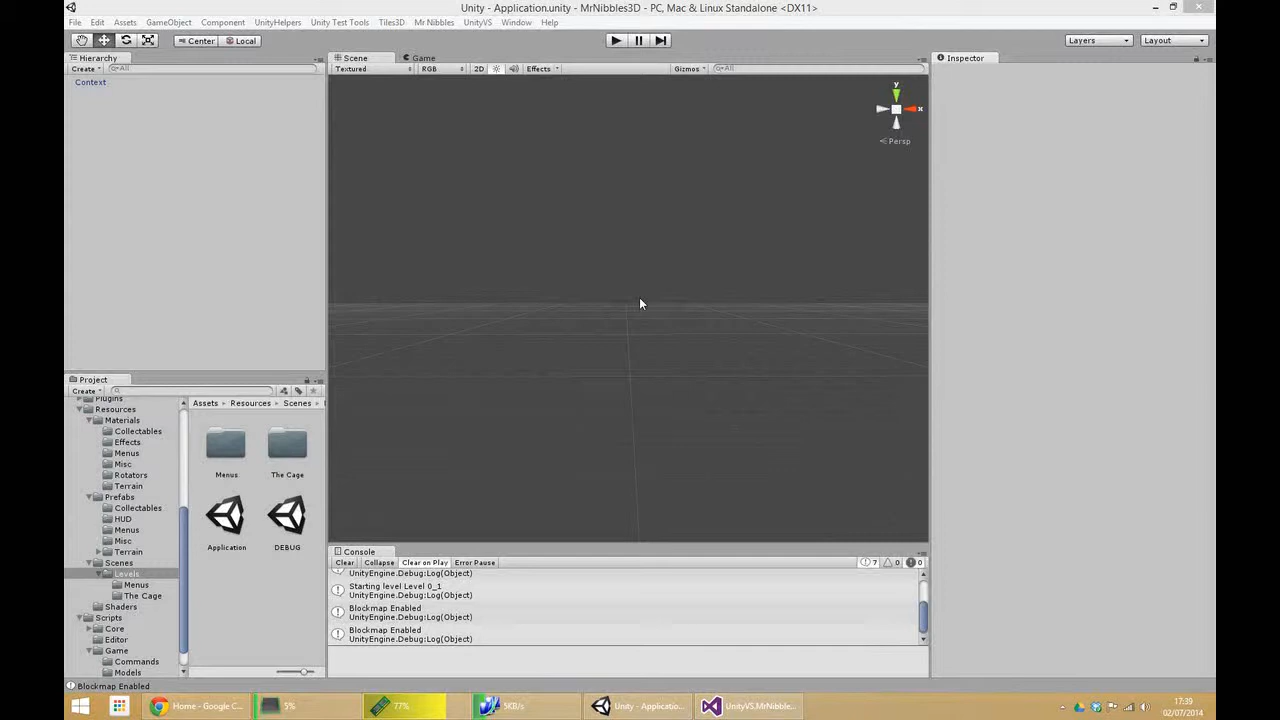 Unity - Application.unity - MrNibbles3D - PC, Mac & Linux Standalone <DX11>
File Edit Assets GameObject Component UnityHelpers Unity Test Tools Tiles3D Mr Nibbles UnityVS Window Help
Center Local Layers Layout
Hierarchy Scene Game Inspector
Create All Textured RGB 2D Effects Gizmos All
Context
y
x
Persp
Project
Create
Plugins
Assets Resources Scenes
Resources
Materials
Collectables
Effects
Menus
Misc
Rotators
Terrain
Prefabs
Collectables
HUD
Menus
Misc
Terrain
Scenes
Levels
Menus
The Cage
Shaders
Scripts
Core
Editor
Game
Commands
Models
Menus The Cage
Application DEBUG
Console
Clear Collapse Clear on Play Error Pause 7 0 0
UnityEngine.Debug:Log(Object)
Starting level Level 0_1
UnityEngine.Debug:Log(Object)
Blockmap Enabled
UnityEngine.Debug:Log(Object)
Blockmap Enabled
UnityEngine.Debug:Log(Object)
Blockmap Enabled
Home - Google C... 5% 77% 5KB/s Unity - Applicatio... UnityVS.MrNibble...
17:39
02/07/2014